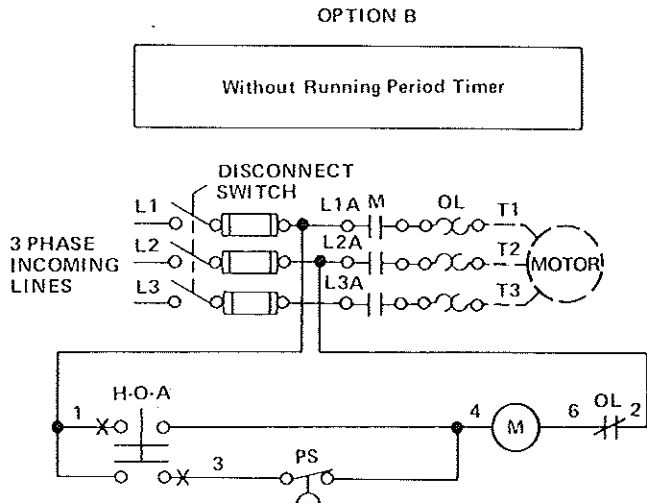 OPTION B
Without Running Period Timer
DISCONNECT
SWITCH
L1 L1A M OL T1
L2 L2A T2
3 PHASE
INCOMING
LINES
MOTOR
L3 L3A T3
H-O-A
1 4 M 6 OL 2
3 PS